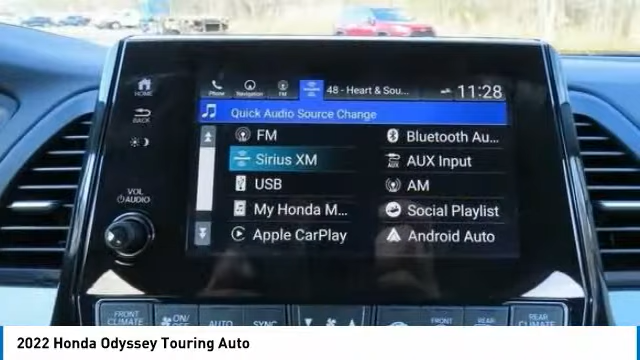 HOME
BACK
VOL
AUDIO
Phone Navigation FM 48 - Heart & Sou... 11:28
Quick Audio Source Change
FM
Bluetooth Au...
Sirius XM
AUX Input
USB
AM
My Honda M...
Social Playlist
Apple CarPlay
Android Auto
FRONT CLIMATE
ON/OFF
AUTO
SYNC
FRONT
REAR
REAR CLIMATE
2022 Honda Odyssey Touring Auto